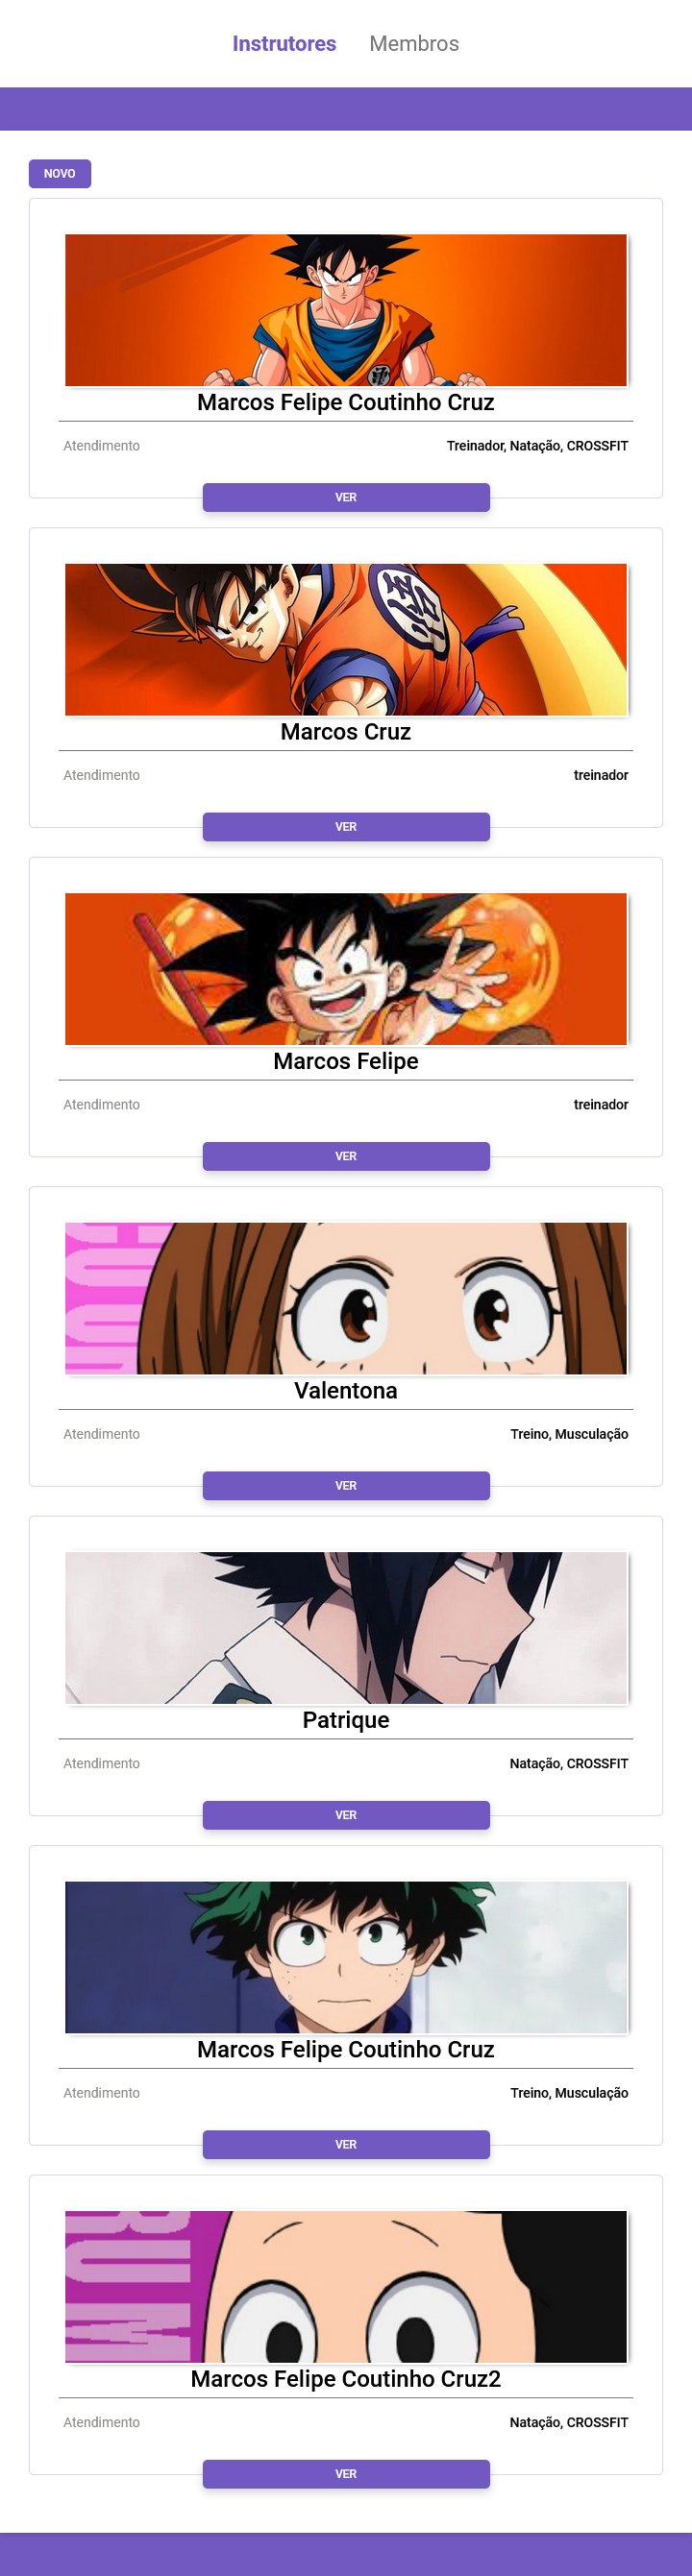 Instrutores Membros
NOVO
Marcos Felipe Coutinho Cruz
Atendimento Treinador, Natação, CROSSFIT
VER
Marcos Cruz
Atendimento treinador
VER
Marcos Felipe
Atendimento treinador
VER
Valentona
Atendimento Treino, Musculação
VER
Patrique
Atendimento Natação, CROSSFIT
VER
Marcos Felipe Coutinho Cruz
Atendimento Treino, Musculação
VER
Marcos Felipe Coutinho Cruz2
Atendimento Natação, CROSSFIT
VER